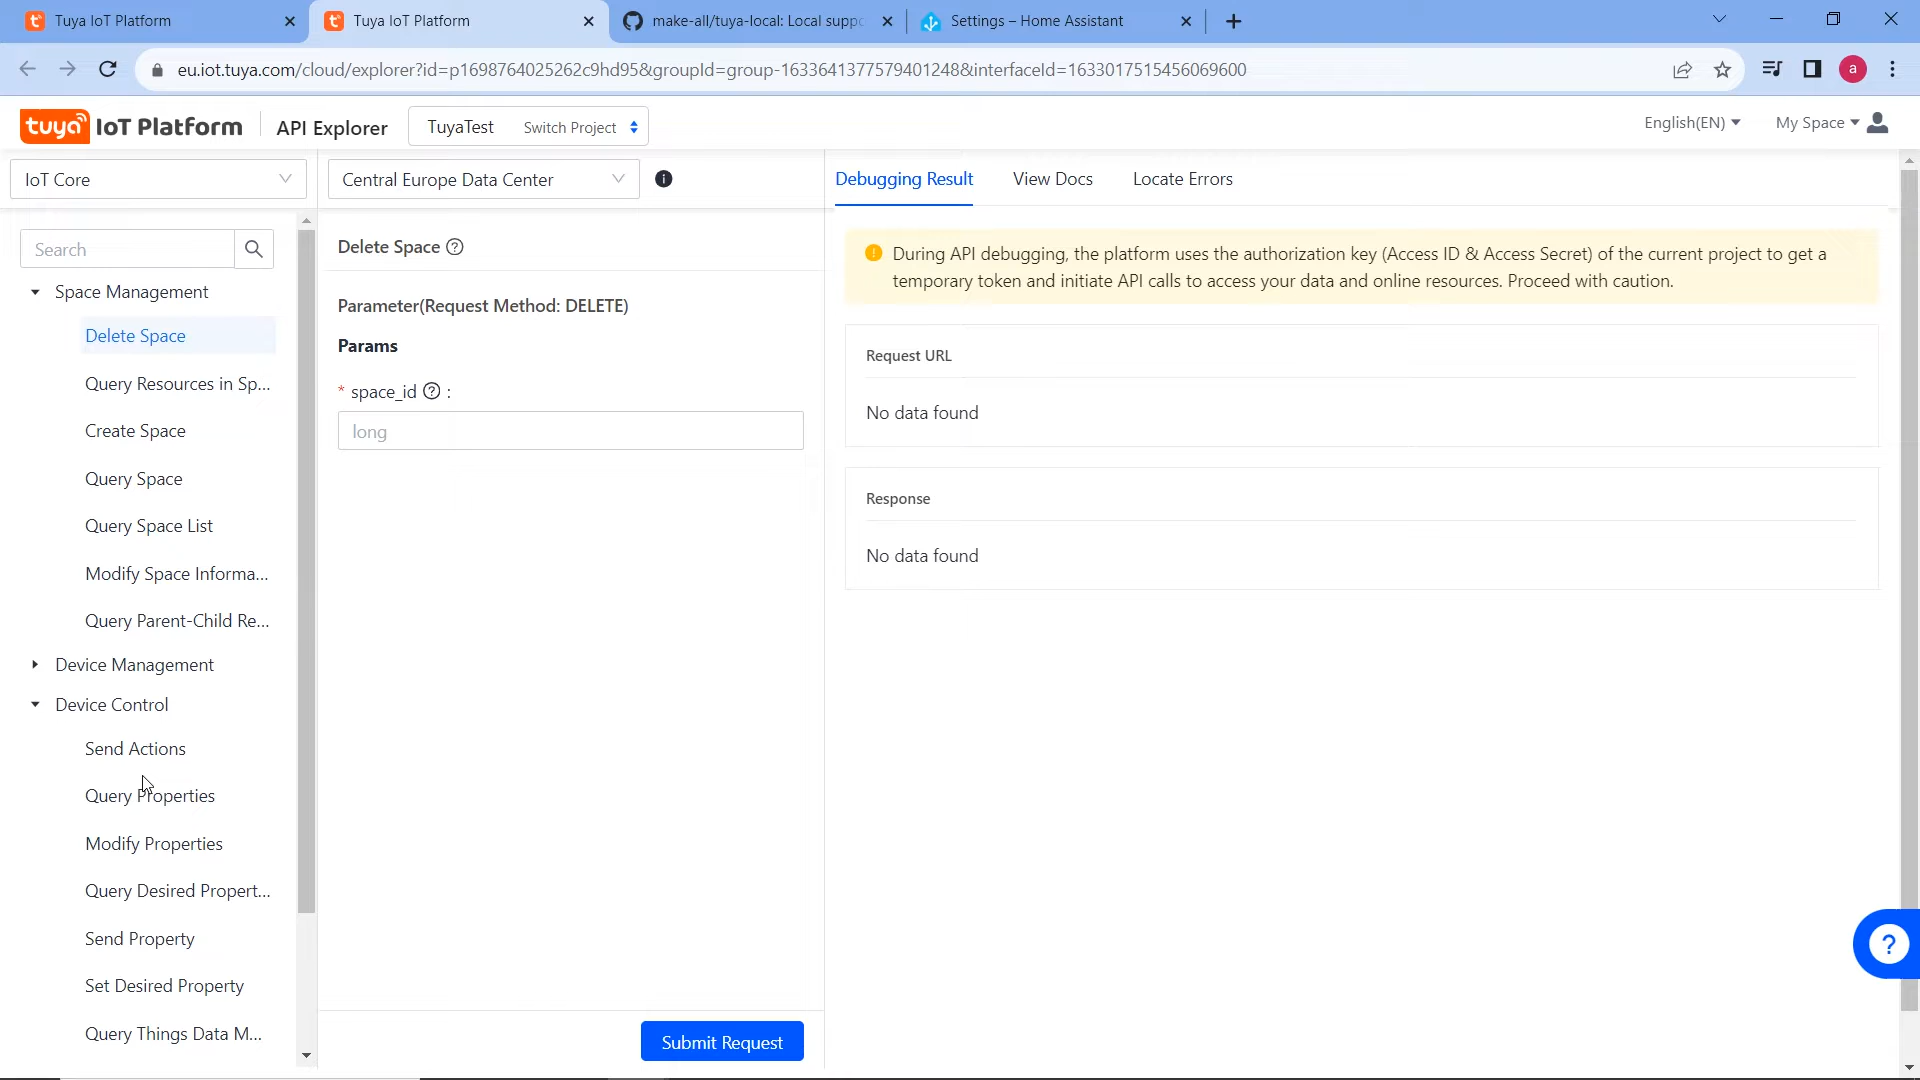 Tuya IoT Platform
Tuya IoT Platform
make-all/tuya-local: Local suppo
Settings – Home Assistant
eu.iot.tuya.com/cloud/explorer?id=p1698764025262c9hd95&groupId=group-1633641377579401248&interfaceId=1633017515456069600
a
tuya IoT Platform
API Explorer
TuyaTest Switch Project
English(EN)
My Space
IoT Core
Central Europe Data Center
Debugging Result
View Docs
Locate Errors
Search
Space Management
Delete Space
Query Resources in Sp...
Create Space
Query Space
Query Space List
Modify Space Informa...
Query Parent-Child Re...
Device Management
Device Control
Send Actions
Query Properties
Modify Properties
Query Desired Propert...
Send Property
Set Desired Property
Query Things Data M...
Delete Space
Parameter(Request Method: DELETE)
Params
* space_id :
long
Submit Request
During API debugging, the platform uses the authorization key (Access ID & Access Secret) of the current project to get a
temporary token and initiate API calls to access your data and online resources. Proceed with caution.
Request URL
No data found
Response
No data found